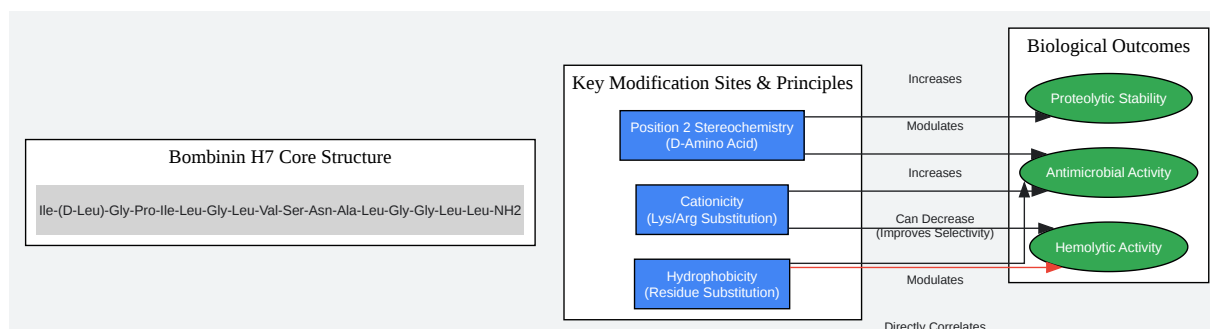 Bombinin H7 Core Structure
Ile-(D-Leu)-Gly-Pro-Ile-Leu-Gly-Leu-Val-Ser-Asn-Ala-Leu-Gly-Gly-Leu-Leu-NH2
Key Modification Sites & Principles
Position 2 Stereochemistry
(D-Amino Acid)
Cationicity
(Lys/Arg Substitution)
Hydrophobicity
(Residue Substitution)
Increases
Modulates
Increases
Can Decrease
(Improves Selectivity)
Modulates
Directly Correlates
Biological Outcomes
Proteolytic Stability
Antimicrobial Activity
Hemolytic Activity